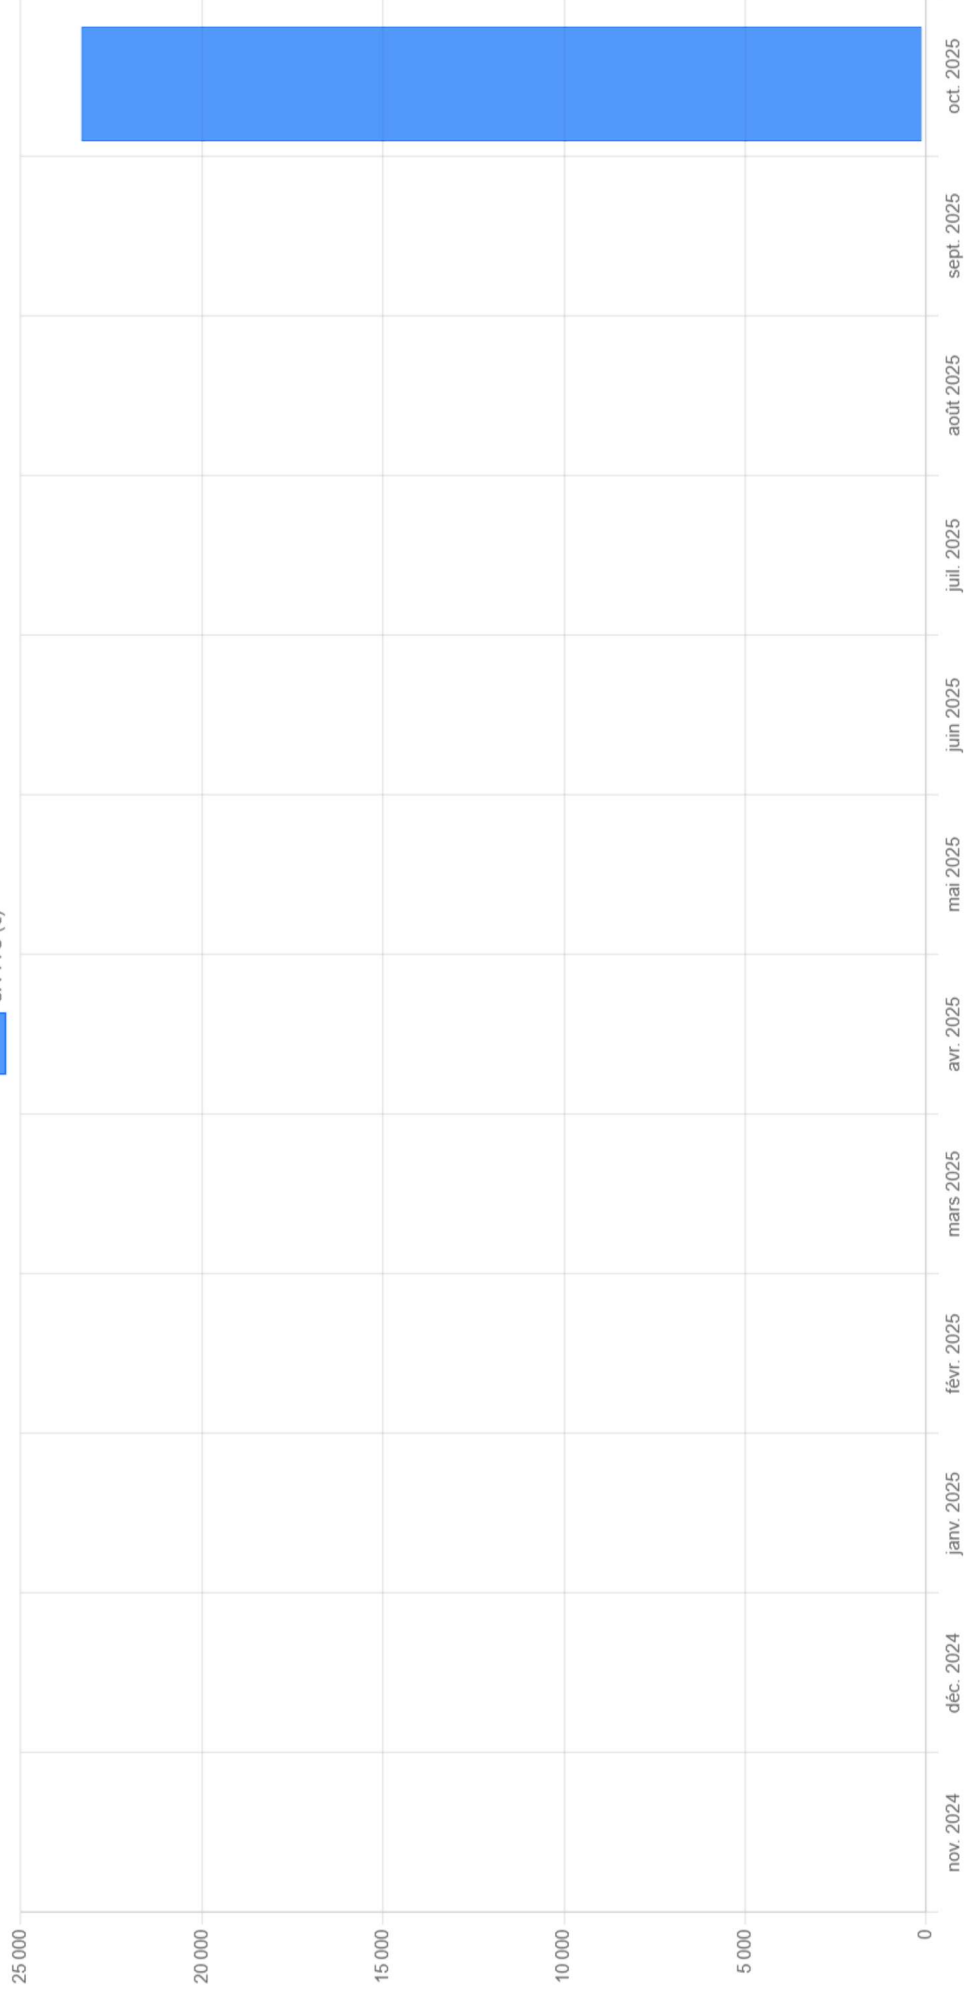 25 000
20 000
15 000
10 000
5 000
0
nov. 2024
déc. 2024
janv. 2025
févr. 2025
mars 2025
avr. 2025
mai 2025
juin 2025
juil. 2025
août 2025
sept. 2025
oct. 2025